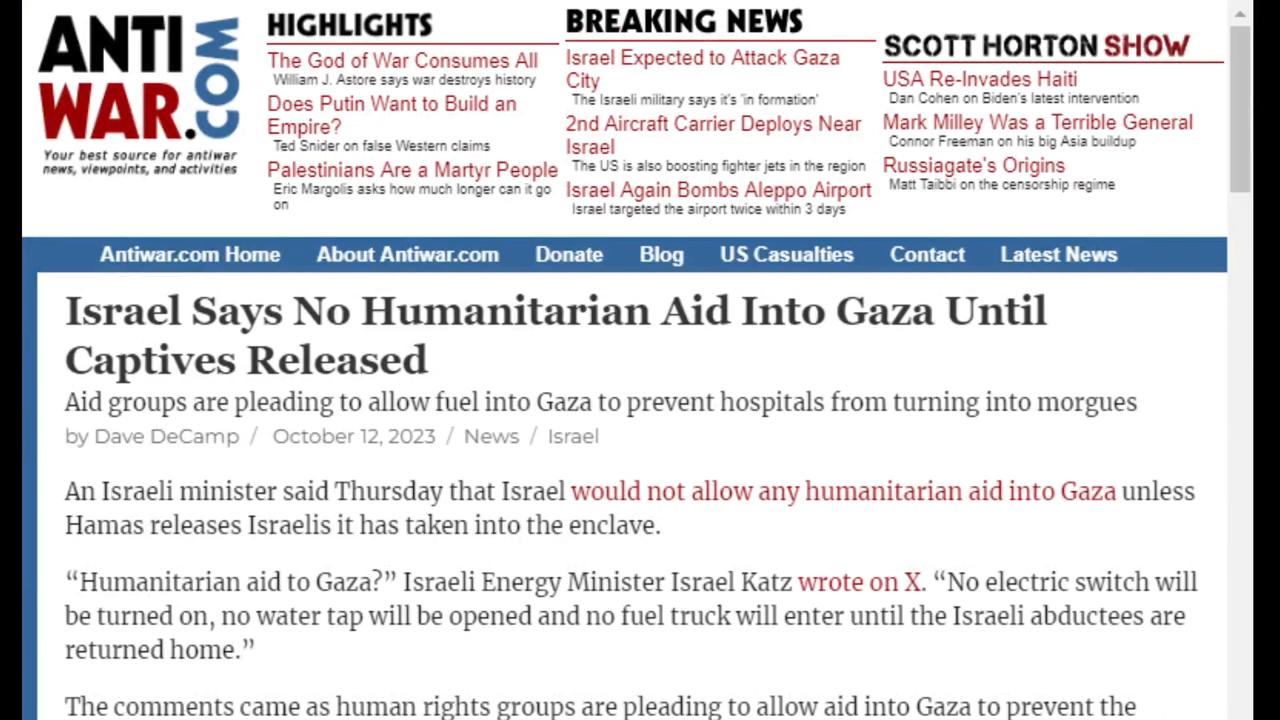 ANTI
WAR.COM
Your best source for antiwar
news, viewpoints, and activities
HIGHLIGHTS
The God of War Consumes All
William J. Astore says war destroys history
Does Putin Want to Build an
Empire?
Ted Snider on false Western claims
Palestinians Are a Martyr People
Eric Margolis asks how much longer can it go
on
BREAKING NEWS
Israel Expected to Attack Gaza
City
The Israeli military says it's 'in formation'
2nd Aircraft Carrier Deploys Near
Israel
The US is also boosting fighter jets in the region
Israel Again Bombs Aleppo Airport
Israel targeted the airport twice within 3 days
SCOTT HORTON SHOW
USA Re-Invades Haiti
Dan Cohen on Biden's latest intervention
Mark Milley Was a Terrible General
Connor Freeman on his big Asia buildup
Russiagate's Origins
Matt Taibbi on the censorship regime
Antiwar.com Home About Antiwar.com Donate Blog US Casualties Contact Latest News
Israel Says No Humanitarian Aid Into Gaza Until
Captives Released
Aid groups are pleading to allow fuel into Gaza to prevent hospitals from turning into morgues
by Dave DeCamp / October 12, 2023 / News / Israel
An Israeli minister said Thursday that Israel would not allow any humanitarian aid into Gaza unless
Hamas releases Israelis it has taken into the enclave.
“Humanitarian aid to Gaza?” Israeli Energy Minister Israel Katz wrote on X. “No electric switch will
be turned on, no water tap will be opened and no fuel truck will enter until the Israeli abductees are
returned home.”
The comments came as human rights groups are pleading to allow aid into Gaza to prevent the